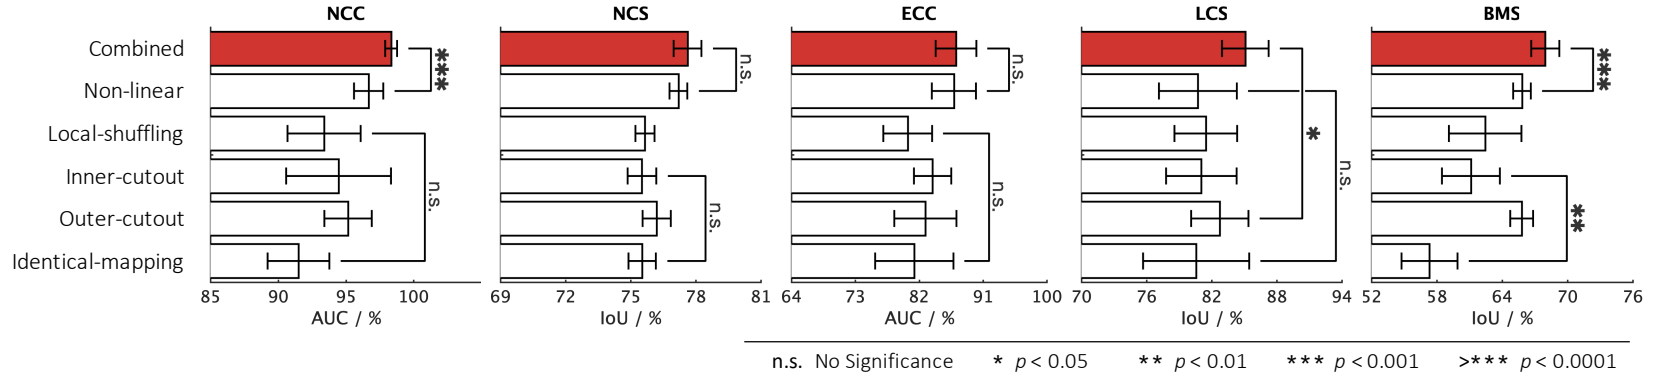 NCC NCS ECC LCS BMS
Combined
Non-linear
Local-shuffling
Inner-cutout
Outer-cutout
Identical-mapping
*** n.s. n.s. * ***
n.s. n.s. n.s. n.s. **
85 90 95 100 69 72 75 78 81 64 73 82 91 100 70 76 82 88 94 52 58 64 70 76
AUC / % IoU / % AUC / % IoU / % IoU / %
n.s. No Significance * p < 0.05 ** p < 0.01 *** p < 0.001 >*** p < 0.0001